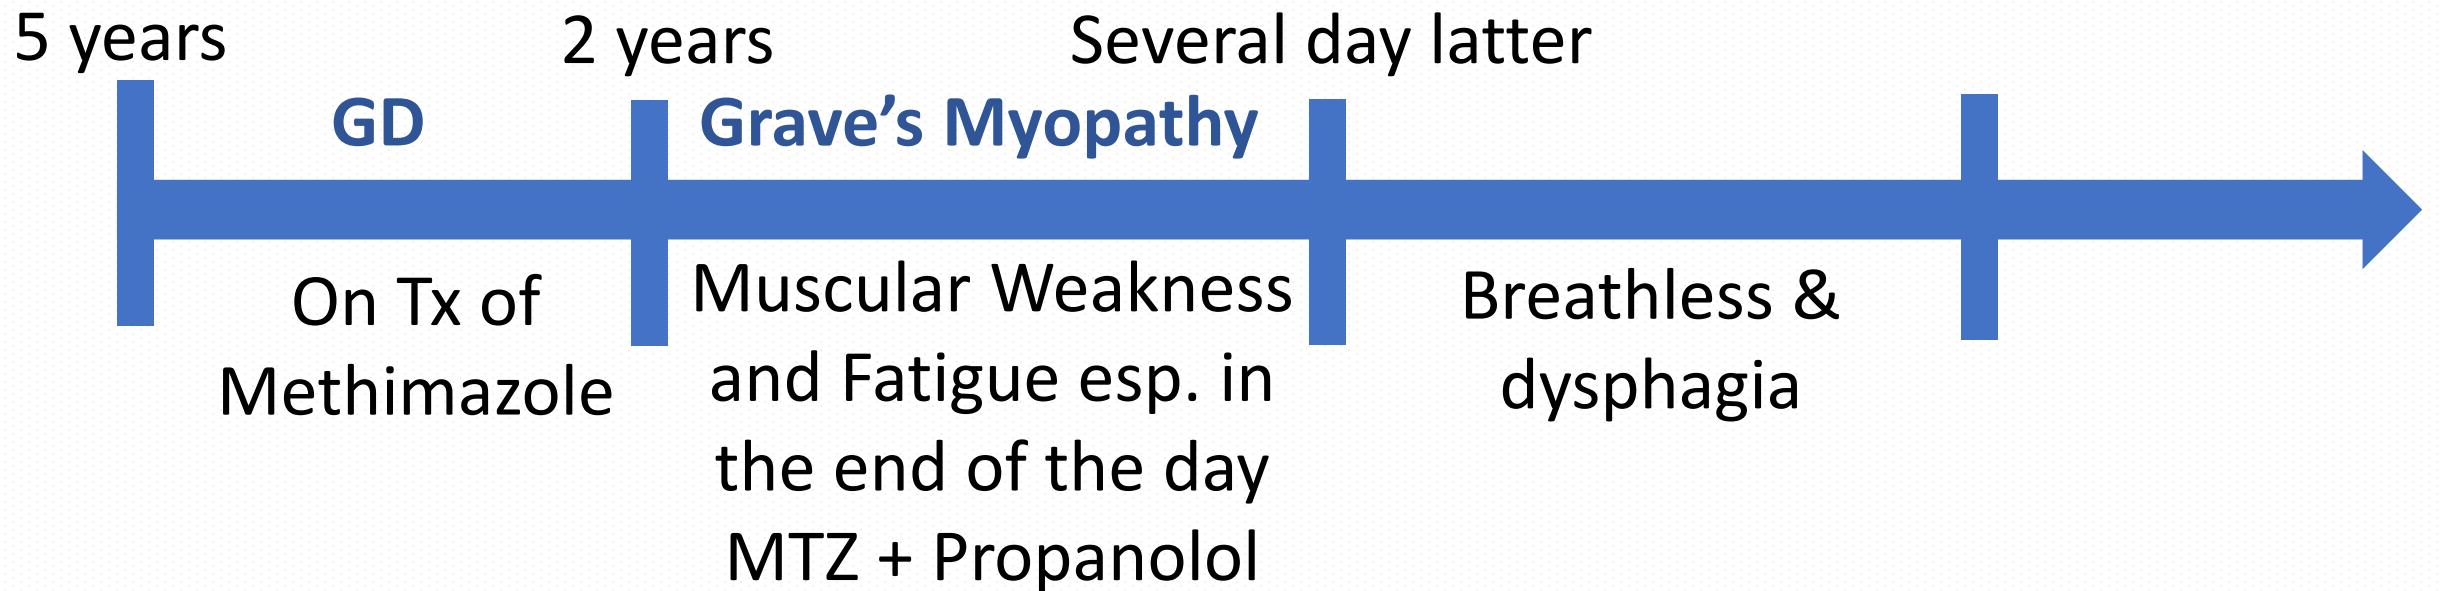 5 years
2 years
Several day latter
GD
Grave’s Myopathy
On Tx of
Methimazole
Muscular Weakness
and Fatigue esp. in
the end of the day
MTZ + Propanolol
Breathless &
dysphagia